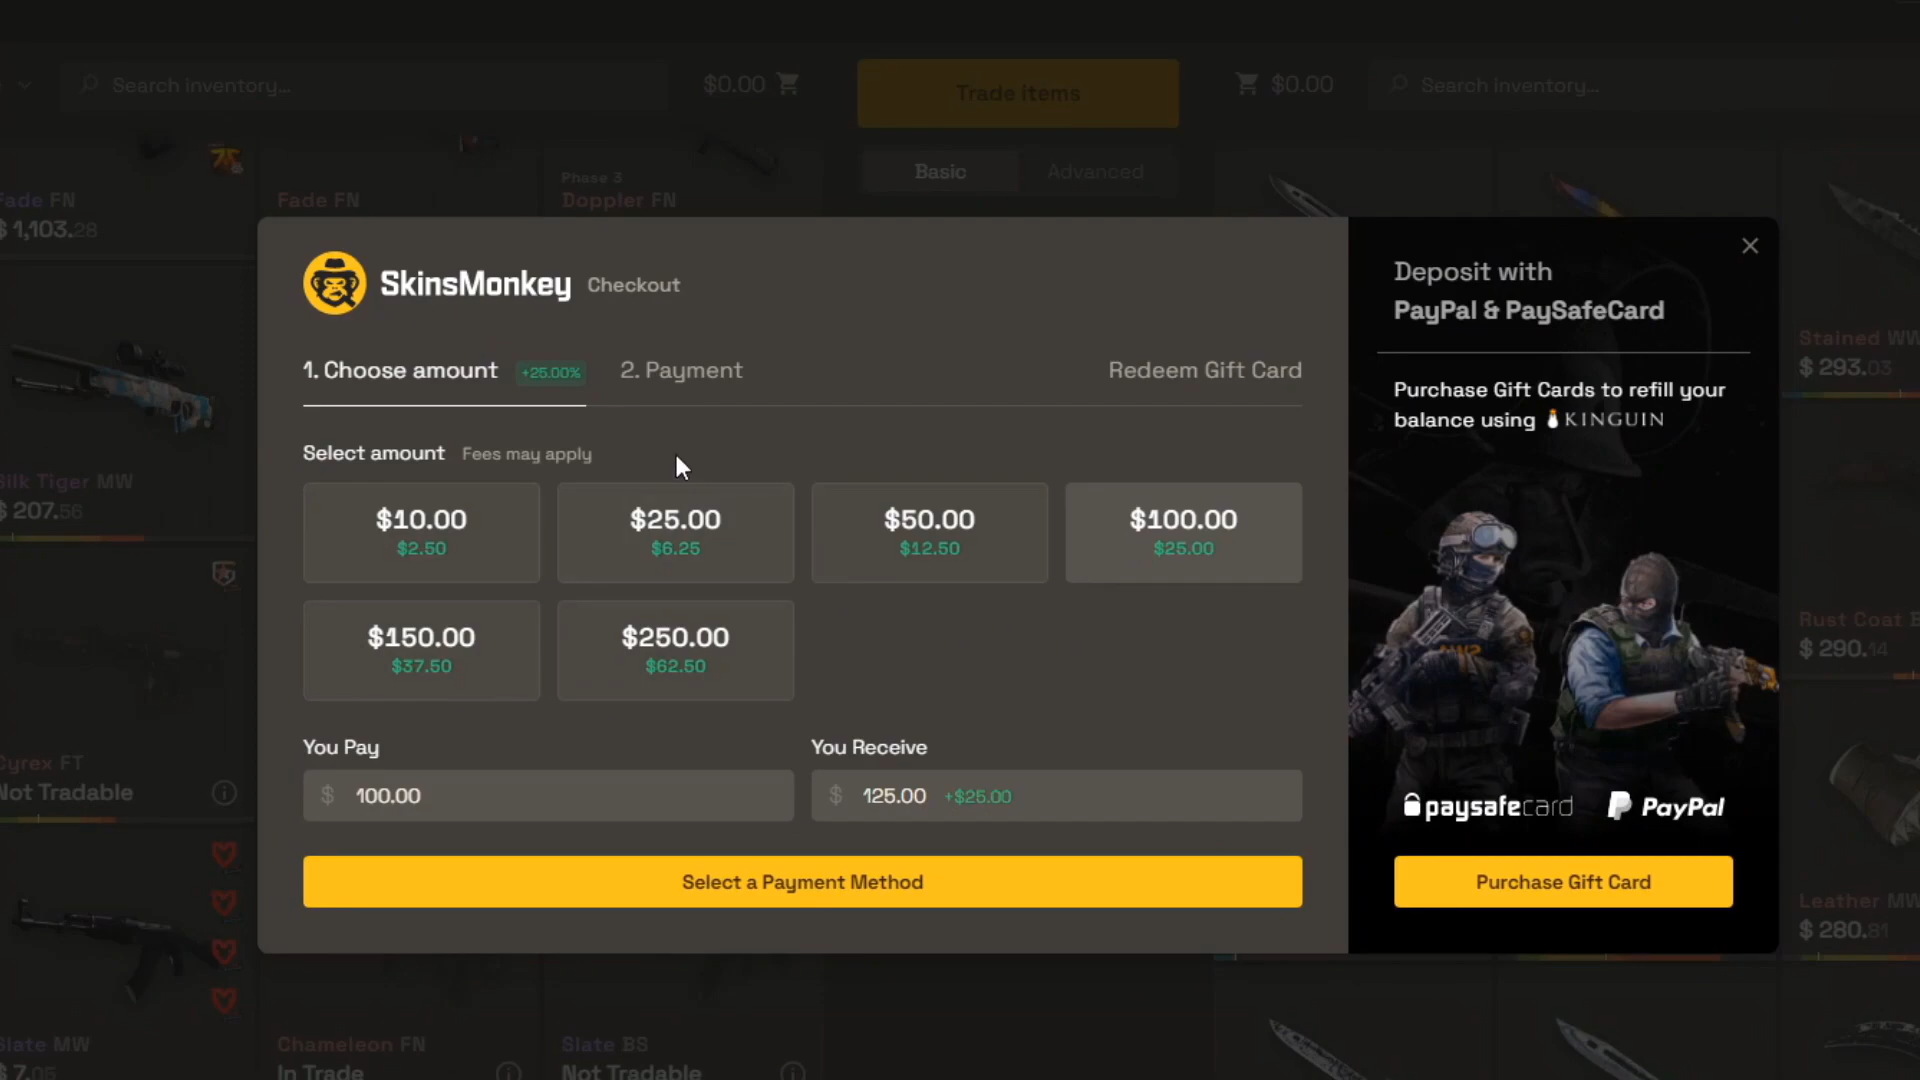 Search inventory...
$0.00
Trade items
$0.00
Search inventory...
Basic
Advanced
Fade FN
$ 1,103.28
Fade FN
Phase 3
Doppler FN
SkinsMonkey Checkout
1. Choose amount +25.00%
2. Payment
Redeem Gift Card
Select amount Fees may apply
$10.00
$2.50
$25.00
$6.25
$50.00
$12.50
$100.00
$25.00
$150.00
$37.50
$250.00
$62.50
You Pay
$ 100.00
You Receive
$ 125.00 +$25.00
Select a Payment Method
Deposit with
PayPal & PaySafeCard
Purchase Gift Cards to refill your
balance using KINGUIN
paysafecard
PayPal
Purchase Gift Card
Silk Tiger MW
$ 207.56
Cyrex FT
Not Tradable
Slate MW
$ 7.05
Chameleon FN
In Trade
Slate BS
Not Tradable
Stained WW
$ 293.03
Rust Coat
$ 290.14
Leather MW
$ 280.81